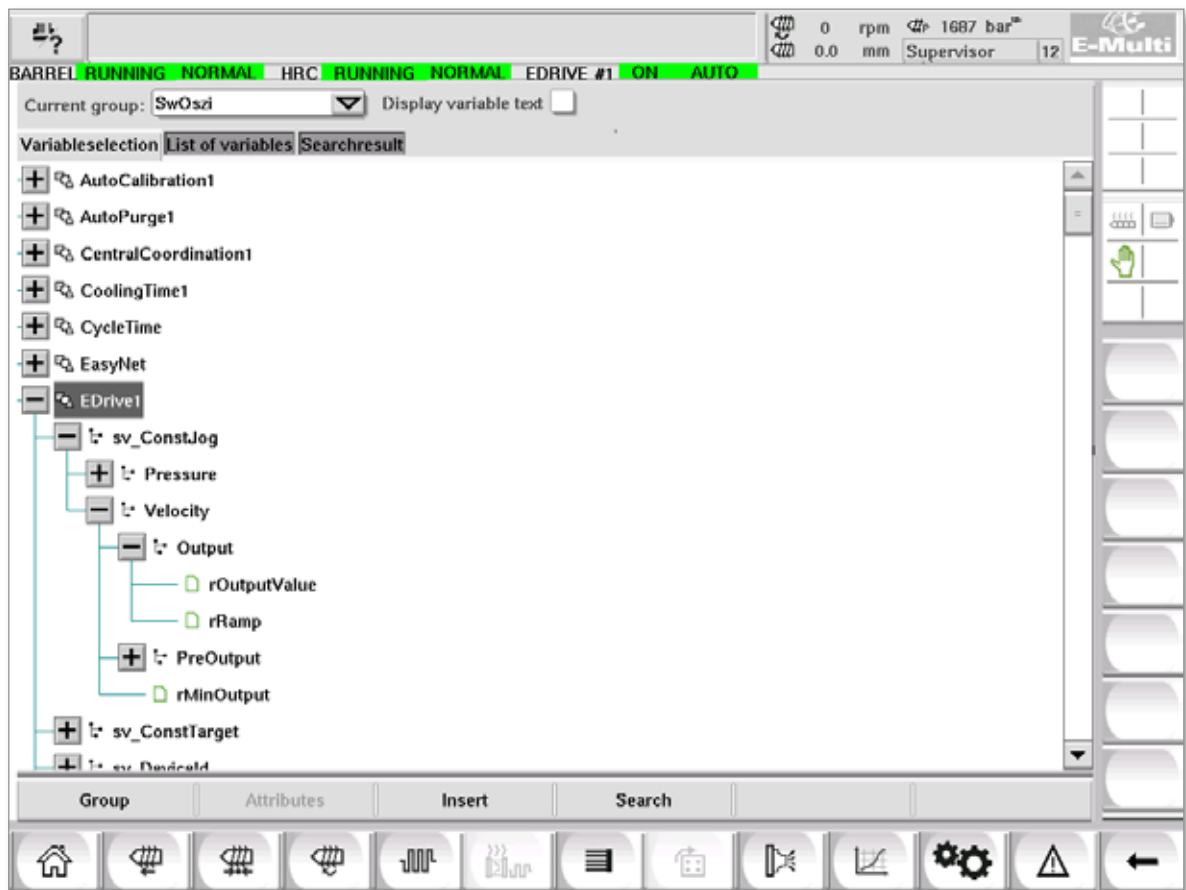 ? 0 rpm 1687 bar
0.0 mm Supervisor 12 E-Multi
BARREL RUNNING NORMAL HRC RUNNING NORMAL EDRIVE #1 ON AUTO
Current group: SwOszi Display variable text
Variableselection List of variables Searchresult
AutoCalibration1
AutoPurge1
CentralCoordination1
CoolingTime1
CycleTime
EasyNet
EDrive1
sv_ConstJog
Pressure
Velocity
Output
rOutputValue
rRamp
PreOutput
rMinOutput
sv_ConstTarget
sv_DeviceId
Group Attributes Insert Search